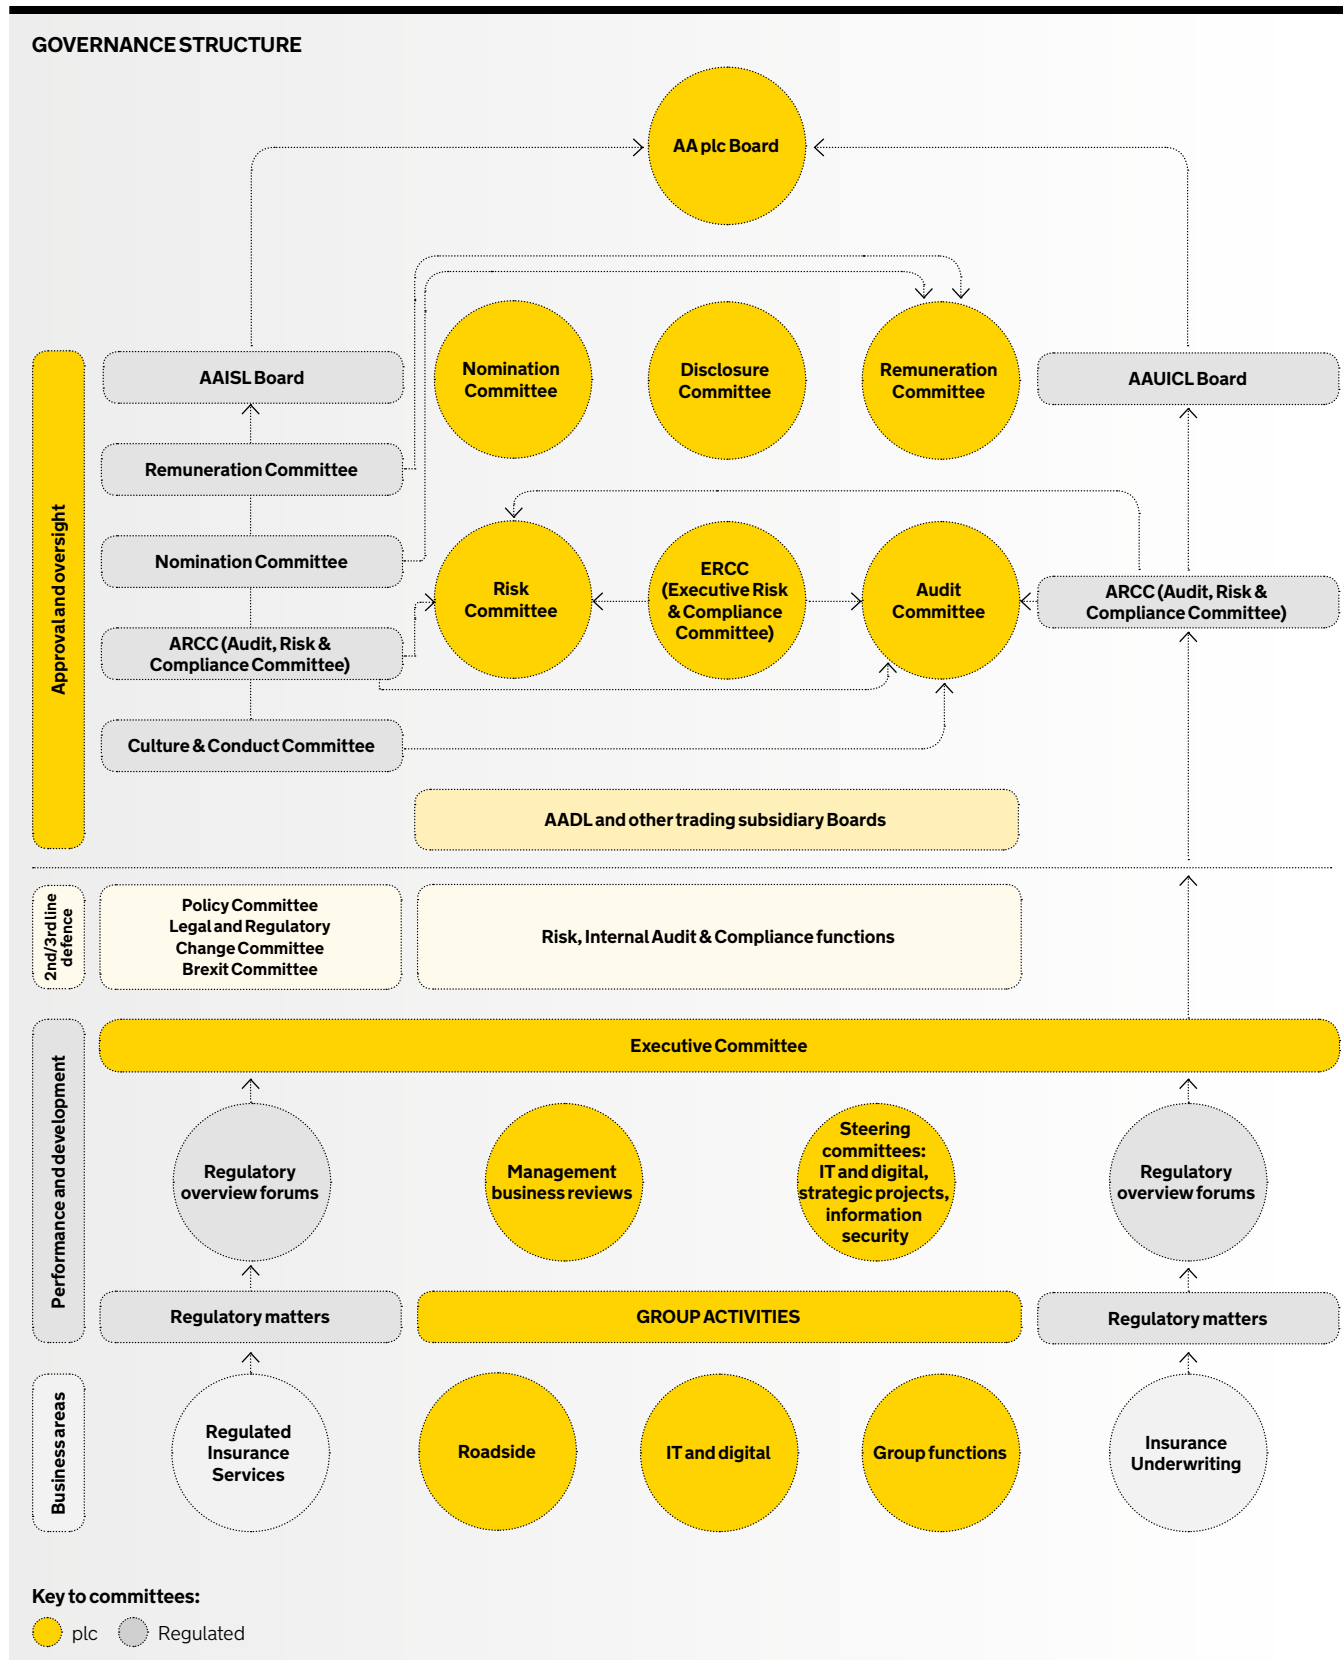 GOVERNANCE STRUCTURE
AA plc Board
Approval and oversight
AAISL Board
Nomination
Committee
Disclosure
Committee
Remuneration
Committee
AAUICL Board
Remuneration Committee
Nomination Committee
ARCC (Audit, Risk &
Compliance Committee)
Risk
Committee
ERCC
(Executive Risk
& Compliance
Committee)
Audit
Committee
ARCC (Audit, Risk &
Compliance Committee)
Culture & Conduct Committee
AADL and other trading subsidiary Boards
2nd/3rd line
defence
Policy Committee
Legal and Regulatory
Change Committee
Brexit Committee
Risk, Internal Audit & Compliance functions
Performance and development
Executive Committee
Regulatory
overview forums
Management
business reviews
Steering
committees:
IT and digital,
strategic projects,
information
security
Regulatory
overview forums
Regulatory matters
GROUP ACTIVITIES
Regulatory matters
Business areas
Regulated
Insurance
Services
Roadside
IT and digital
Group functions
Insurance
Underwriting
Key to committees:
plc
Regulated